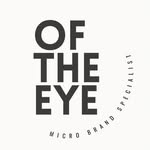 OF
THE
EYE
MICRO BRAND SPECIALIST